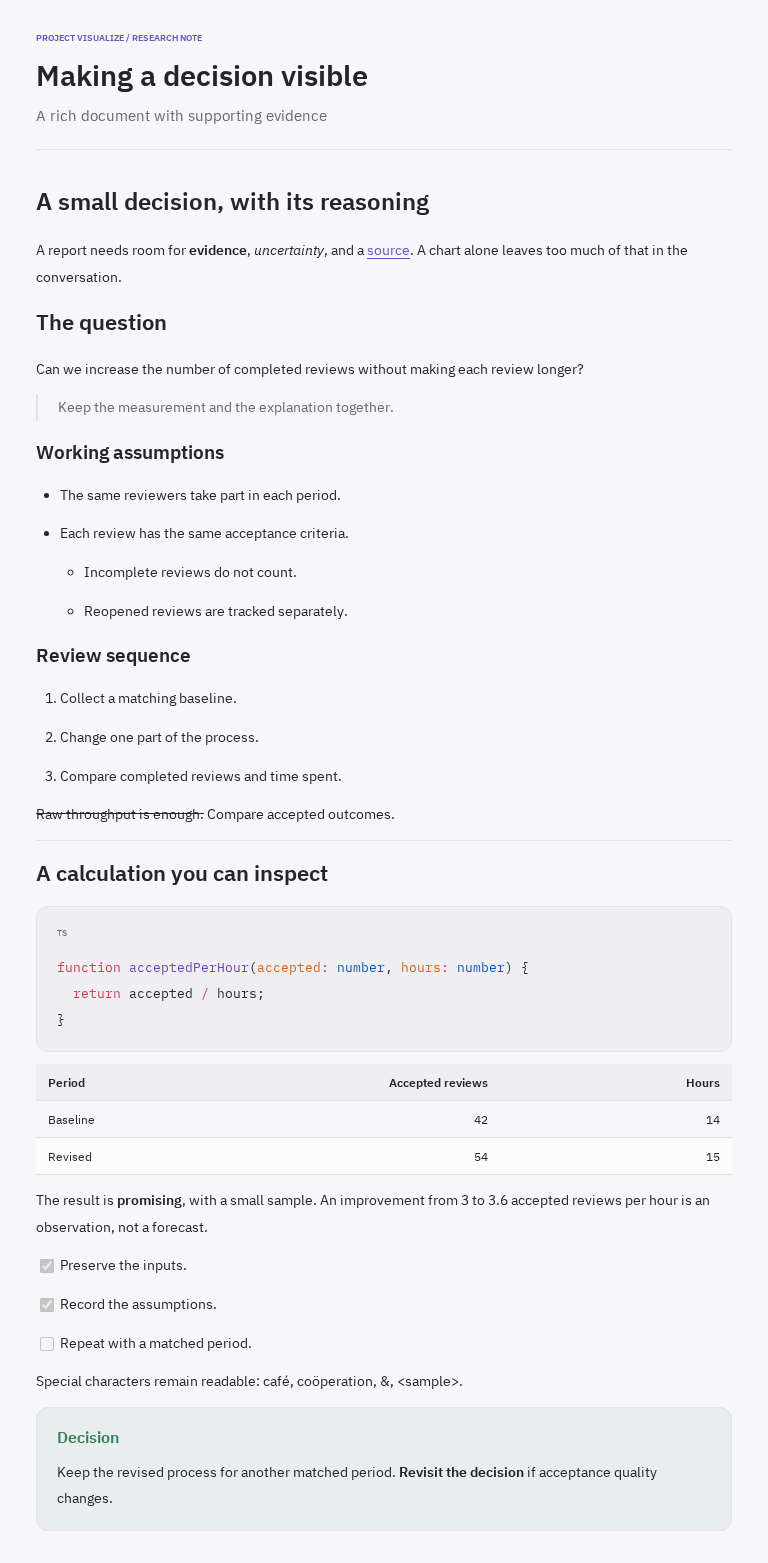 PROJECT VISUALIZE / RESEARCH NOTE
Making a decision visible
A rich document with supporting evidence
A small decision, with its reasoning
A report needs room for evidence, uncertainty, and a source. A chart alone leaves too much of that in the
conversation.
The question
Can we increase the number of completed reviews without making each review longer?
Keep the measurement and the explanation together.
Working assumptions
• The same reviewers take part in each period.
• Each review has the same acceptance criteria.
◦ Incomplete reviews do not count.
◦ Reopened reviews are tracked separately.
Review sequence
1. Collect a matching baseline.
2. Change one part of the process.
3. Compare completed reviews and time spent.
Raw throughput is enough. Compare accepted outcomes.
A calculation you can inspect
TS
function acceptedPerHour(accepted: number, hours: number) {
  return accepted / hours;
}
Period Accepted reviews Hours
Baseline 42 14
Revised 54 15
The result is promising, with a small sample. An improvement from 3 to 3.6 accepted reviews per hour is an
observation, not a forecast.
Preserve the inputs.
Record the assumptions.
Repeat with a matched period.
Special characters remain readable: café, coöperation, &, <sample>.
Decision
Keep the revised process for another matched period. Revisit the decision if acceptance quality
changes.